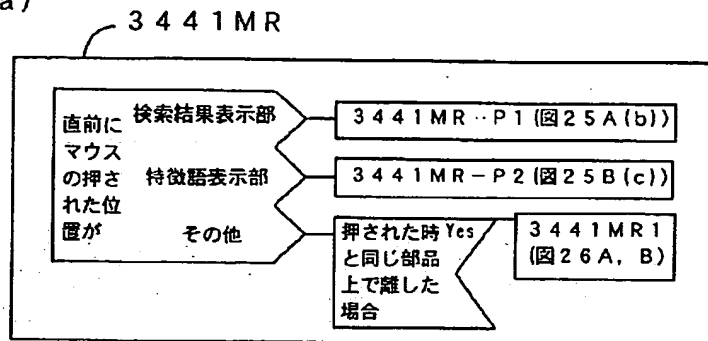 a)
3441MR
直前に
マウス
の押さ
れた位
置が
検索結果表示部
特徴語表示部
その他
3441MR‥P1(図25A(b))
3441MR−P2(図25B(c))
押された時
と同じ部品
上で離した
場合
Yes
3441MR1
(図26A, B)